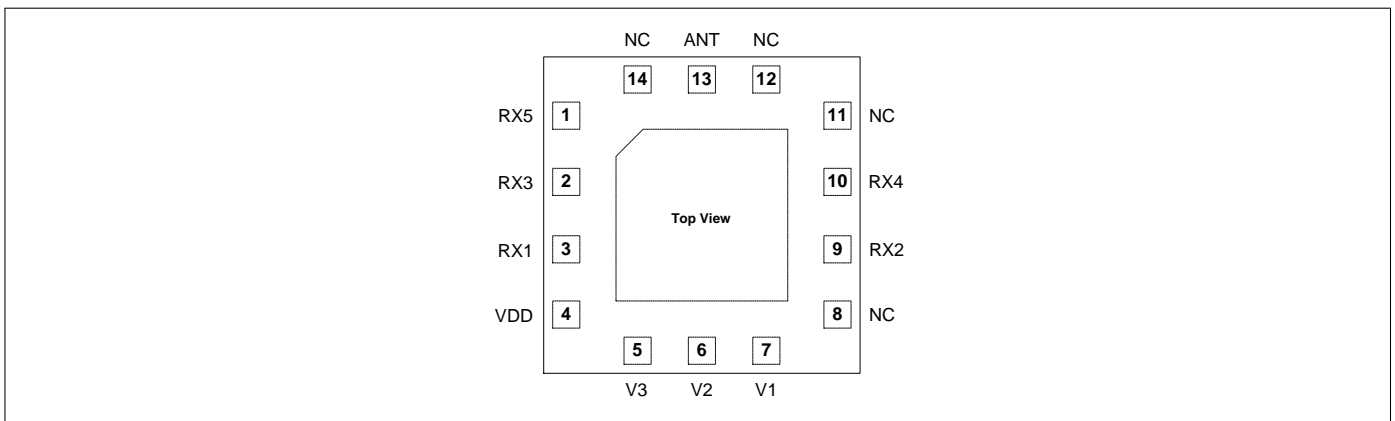 NC ANT NC
14 13 12
RX5 1 11 NC
RX3 2 10 RX4
Top View
RX1 3 9 RX2
VDD 4 8 NC
5 6 7
V3 V2 V1